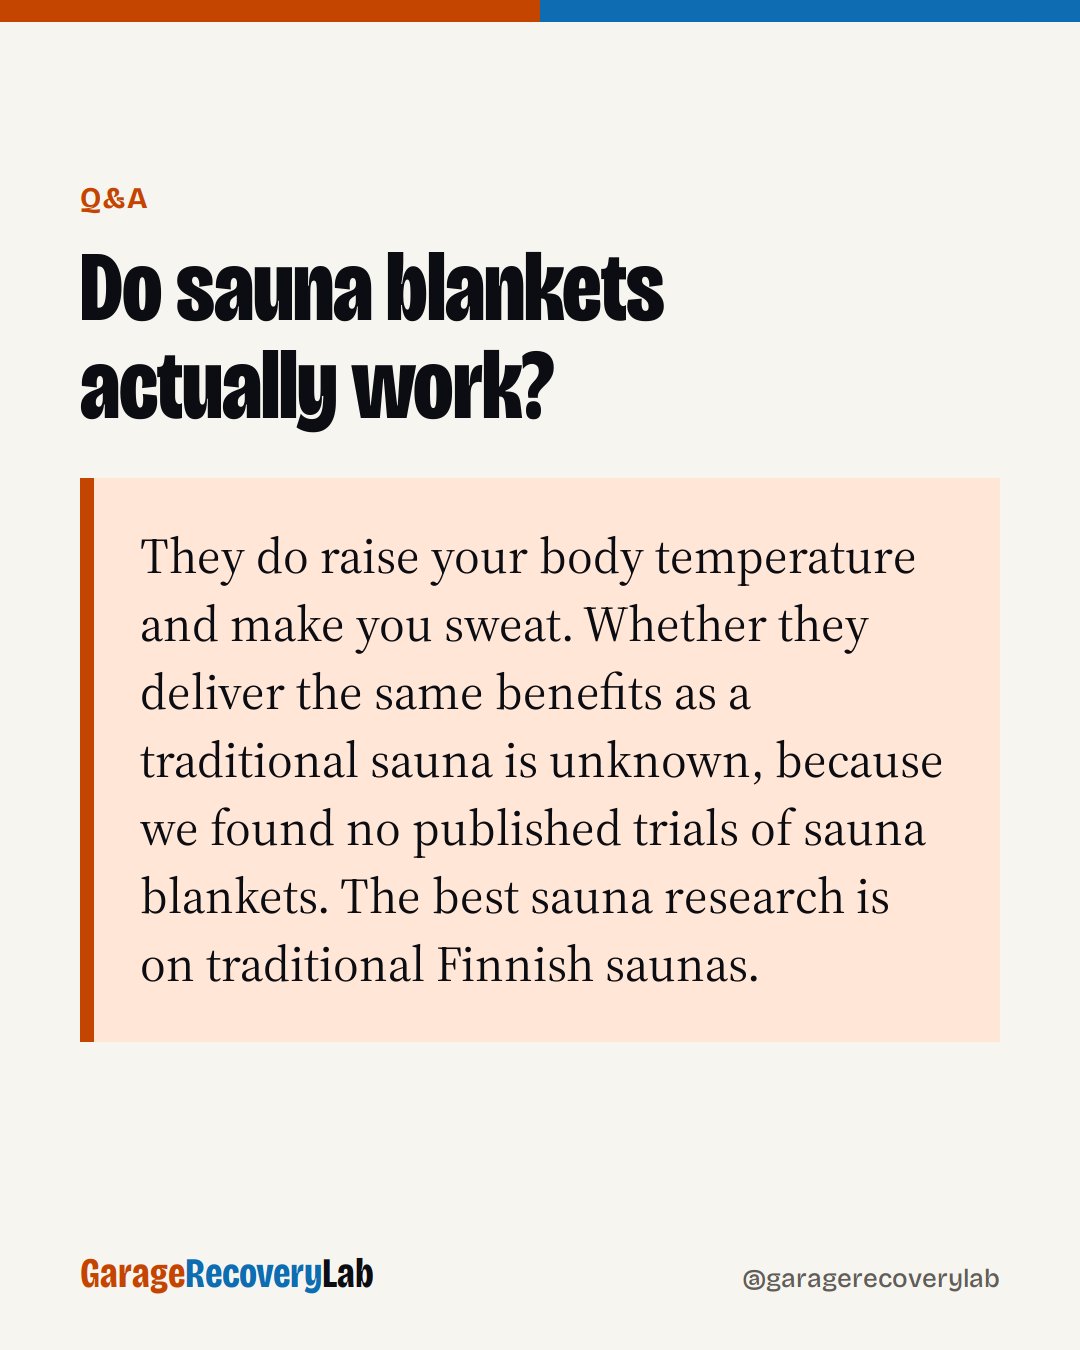 Q&A
Do sauna blankets
actually work?
They do raise your body temperature
and make you sweat. Whether they
deliver the same benefits as a
traditional sauna is unknown, because
we found no published trials of sauna
blankets. The best sauna research is
on traditional Finnish saunas.
GarageRecoveryLab
@garagerecoverylab